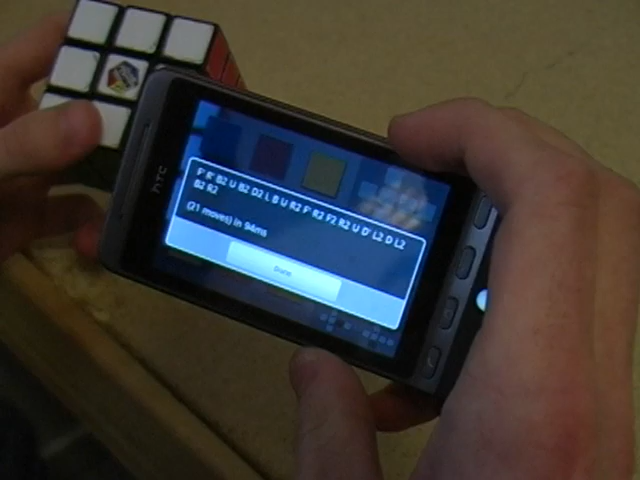 hTC
F' R' B2 U B2 D2 L B U R2 F' R2 F2 R2 U D' L2 D L2
B2 R2
(21 moves) in 94ms
Done